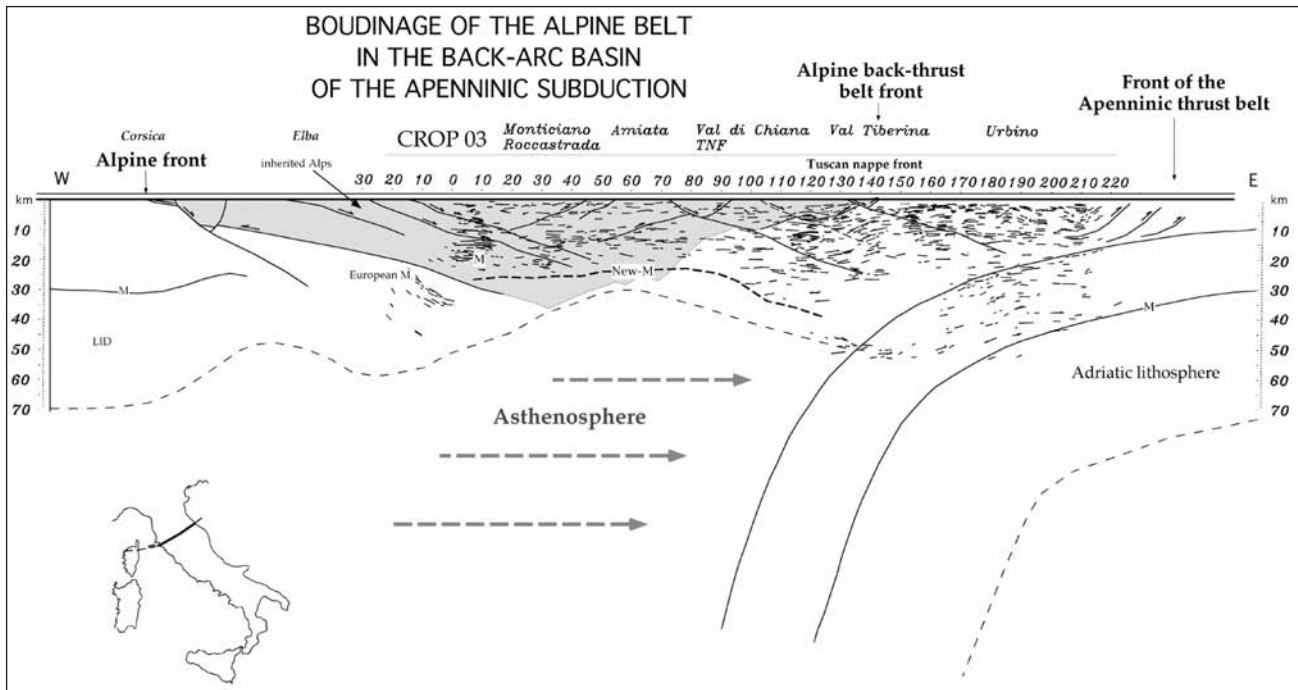 BOUDINAGE OF THE ALPINE BELT
IN THE BACK-ARC BASIN
OF THE APENNINIC SUBDUCTION
Alpine back-thrust
belt front
Front of the
Apenninic thrust belt
Corsica
Alpine front
Elba
inherited Alps
CROP 03
Monticiano
Roccastrada
Amiata
Val di Chiana
TNF
Val Tiberina
Urbino
Tuscan nappe front
W
30 20 10 0 10 20 30 40 50 60 70 80 90 100 110 120 130 140 150 160 170 180 190 200 210 220
E
km
10
20
30
40
50
60
70
km
10
20
30
40
50
60
70
M
European M
M
New-M
M
LID
Adriatic lithosphere
Asthenosphere